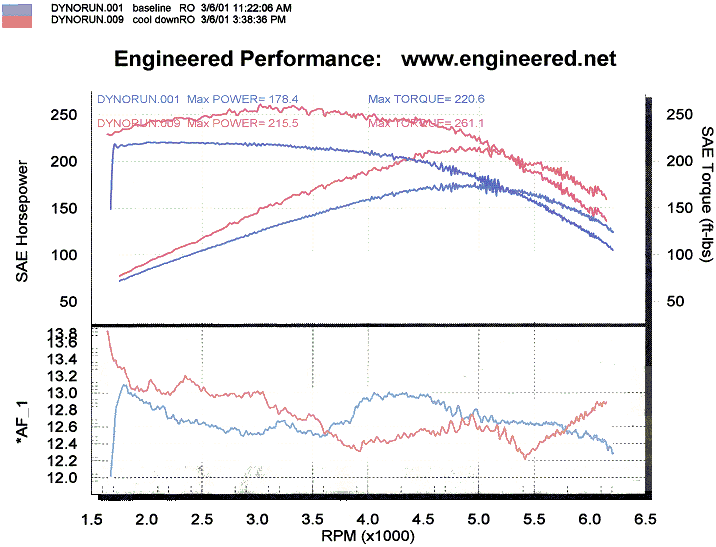 DYNORUN.001 baseline RO 3/6/01 11:22:06 AM
DYNORUN.009 cool downRO 3/6/01 3:38:36 PM
Engineered Performance: www.engineered.net
DYNORUN.001 Max POWER= 178.4 Max TORQUE= 220.6
DYNORUN.009 Max POWER= 215.5 Max TORQUE= 261.1
SAE Horsepower
250
200
150
100
50
250
200
150
100
50
SAE Torque (ft-lbs)
*AF_1
13.8
13.6
13.4
13.2
13.0
12.8
12.6
12.4
12.2
12.0
1.5 2.0 2.5 3.0 3.5 4.0 4.5 5.0 5.5 6.0 6.5
RPM (x1000)